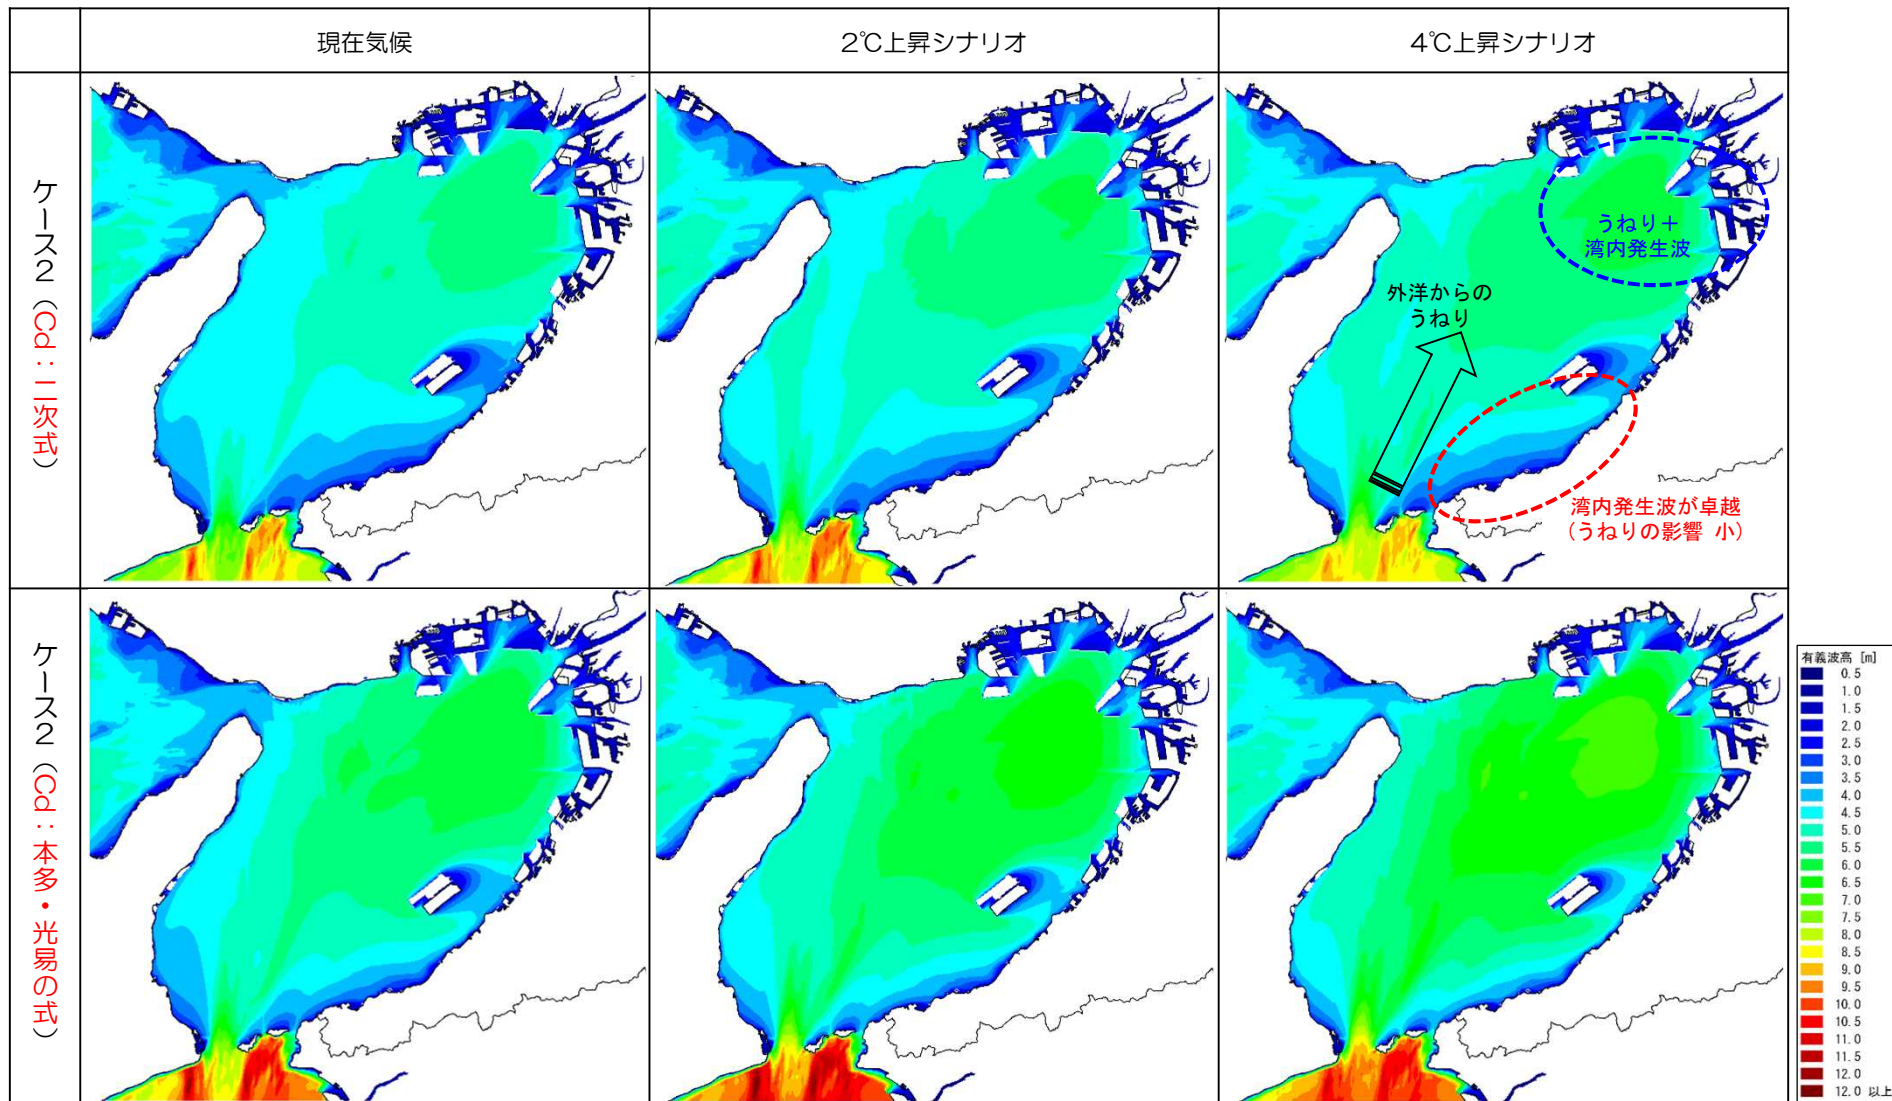 現在気候
2℃上昇シナリオ
4℃上昇シナリオ
ケース2（Cd：二次式）
うねり＋
湾内発生波
外洋からの
うねり
湾内発生波が卓越
(うねりの影響 小)
ケース2（Cd：本多・光易の式）
有義波高 [m]
0.5
1.0
1.5
2.0
2.5
3.0
3.5
4.0
4.5
5.0
5.5
6.0
6.5
7.0
7.5
8.0
8.5
9.0
9.5
10.0
10.5
11.0
11.5
12.0
12.0 以上